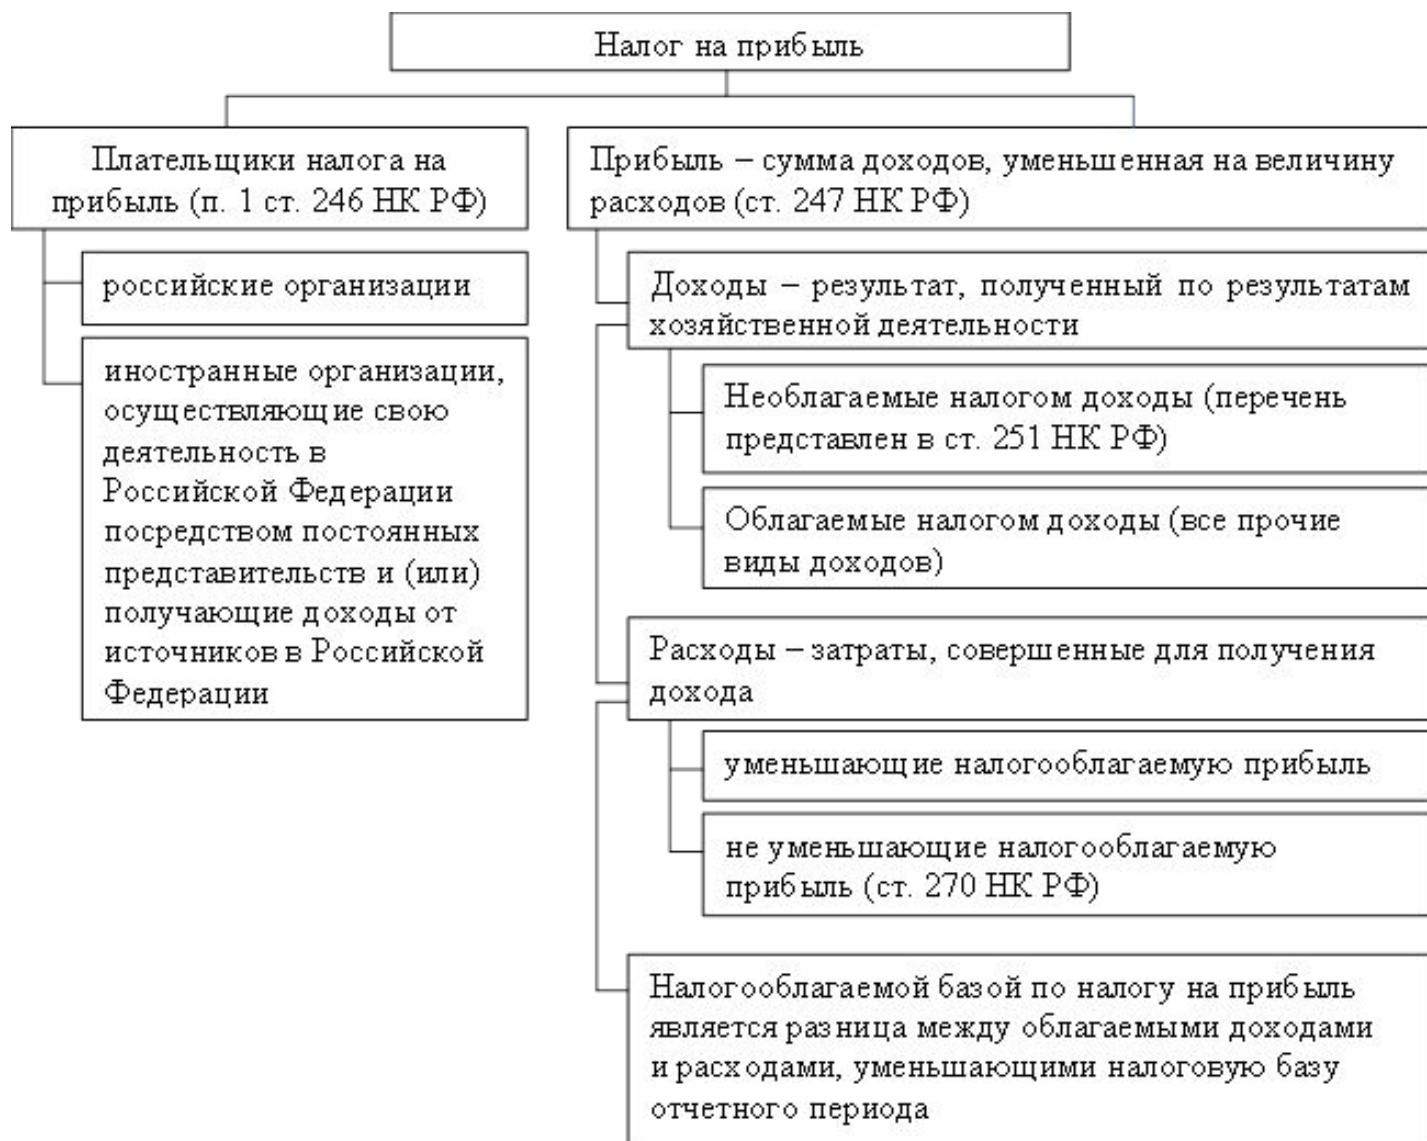 Налог на прибыль
Плательщики налога на
прибыль (п. 1 ст. 246 НК РФ)
российские организации
иностранные организации,
осуществляющие свою
деятельность в
Российской Федерации
посредством постоянных
представительств и (или)
получающие доходы от
источников в Российской
Федерации
Прибыль – сумма доходов, уменьшенная на величину
расходов (ст. 247 НК РФ)
Доходы – результат, полученный по результатам
хозяйственной деятельности
Необлагаемые налогом доходы (перечень
представлен в ст. 251 НК РФ)
Облагаемые налогом доходы (все прочие
виды доходов)
Расходы – затраты, совершенные для получения
дохода
уменьшающие налогооблагаемую прибыль
не уменьшающие налогооблагаемую
прибыль (ст. 270 НК РФ)
Налогооблагаемой базой по налогу на прибыль
является разница между облагаемыми доходами
и расходами, уменьшающими налоговую базу
отчетного периода